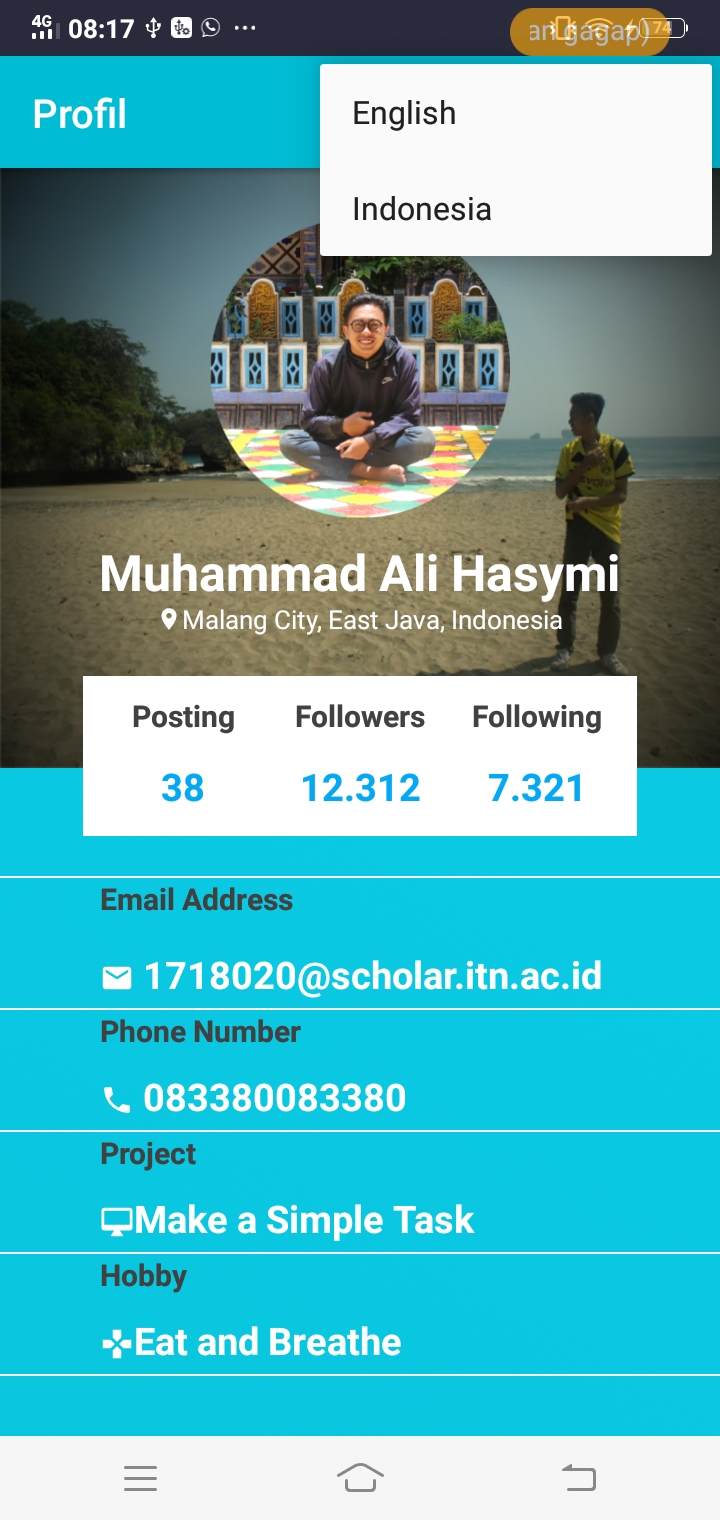 4G 08:17
an gagap) 74
Profil
English
Indonesia
Muhammad Ali Hasymi
Malang City, East Java, Indonesia
Posting Followers Following
38 12.312 7.321
Email Address
1718020@scholar.itn.ac.id
Phone Number
083380083380
Project
Make a Simple Task
Hobby
Eat and Breathe